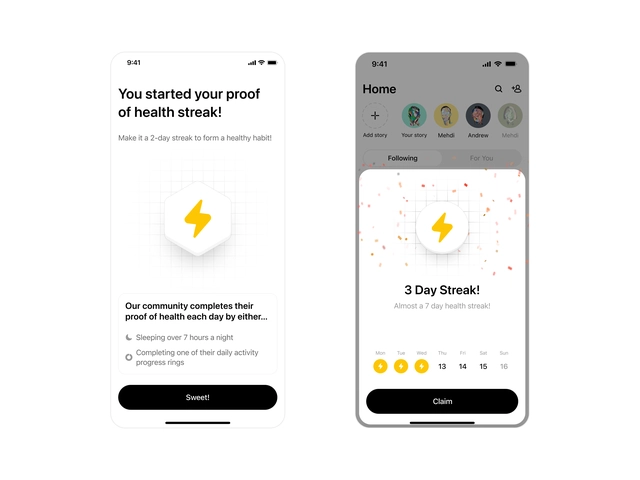 9:41
You started your proof
of health streak!
Make it a 2-day streak to form a healthy habit!
Our community completes their
proof of health each day by either...
Sleeping over 7 hours a night
Completing one of their daily activity
progress rings
Sweet!
9:41
Home
Add story
Your story
Mehdi
Andrew
Mehdi
Following
For You
3 Day Streak!
Almost a 7 day health streak!
Mon Tue Wed Thu Fri Sat Sun
13 14 15 16
Claim